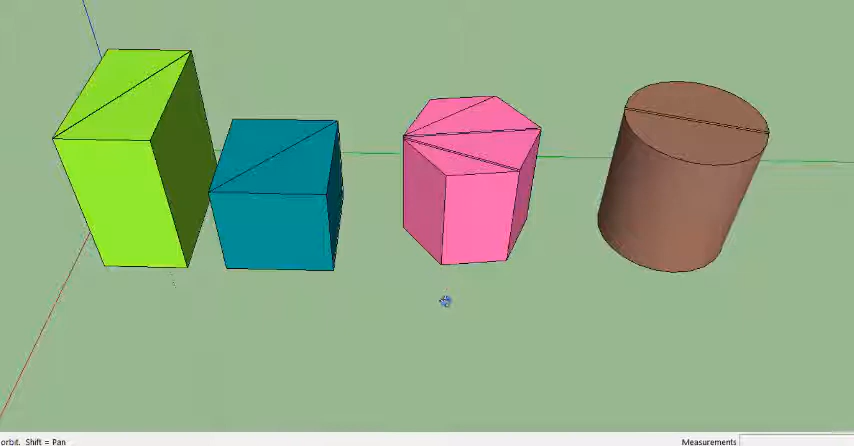 orbit. Shift = Pan
Measurements